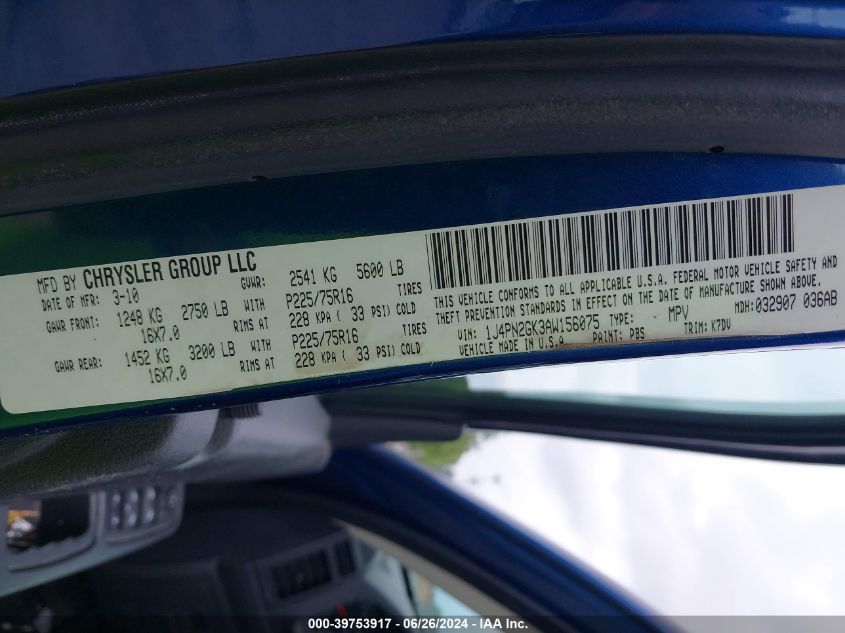 MFD BY CHRYSLER GROUP LLC
DATE OF MFR: 3-10 GVWR: 2541 KG 5600 LB
GAWR FRONT: 1248 KG 2750 LB WITH P225/75R16 TIRES
16X7.0 RIMS AT 228 KPA ( 33 PSI) COLD
GAWR REAR: 1452 KG 3200 LB WITH P225/75R16 TIRES
16X7.0 RIMS AT 228 KPA ( 33 PSI) COLD
THIS VEHICLE CONFORMS TO ALL APPLICABLE U.S.A. FEDERAL MOTOR VEHICLE SAFETY AND
THEFT PREVENTION STANDARDS IN EFFECT ON THE DATE OF MANUFACTURE SHOWN ABOVE.
VIN: 1J4PN2GK3AW156075 TYPE: MPV MDH: 032907 036AB
VEHICLE MADE IN U.S.A PAINT: PBS TRIM: K7DV
000-39753917 - 06/26/2024 - IAA Inc.